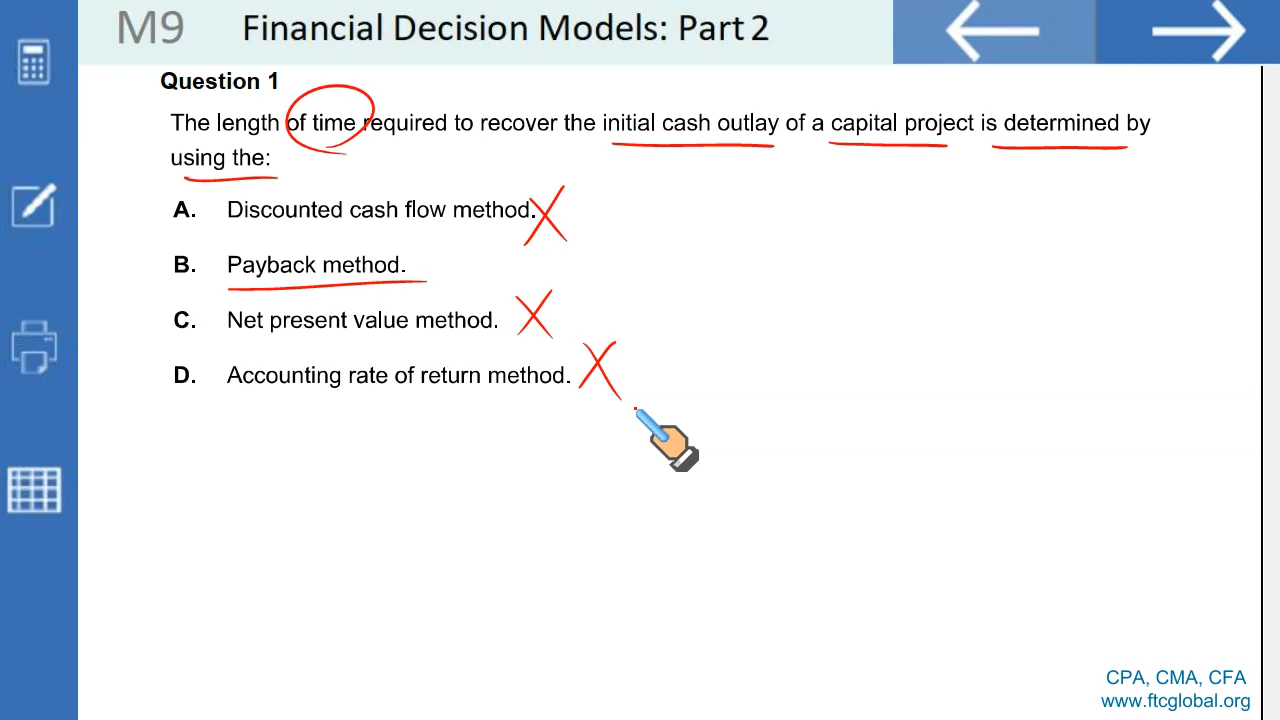 M9 Financial Decision Models: Part 2
Question 1
The length of time required to recover the initial cash outlay of a capital project is determined by
using the:
A. Discounted cash flow method.
B. Payback method.
C. Net present value method.
D. Accounting rate of return method.
CPA, CMA, CFA
www.ftcglobal.org